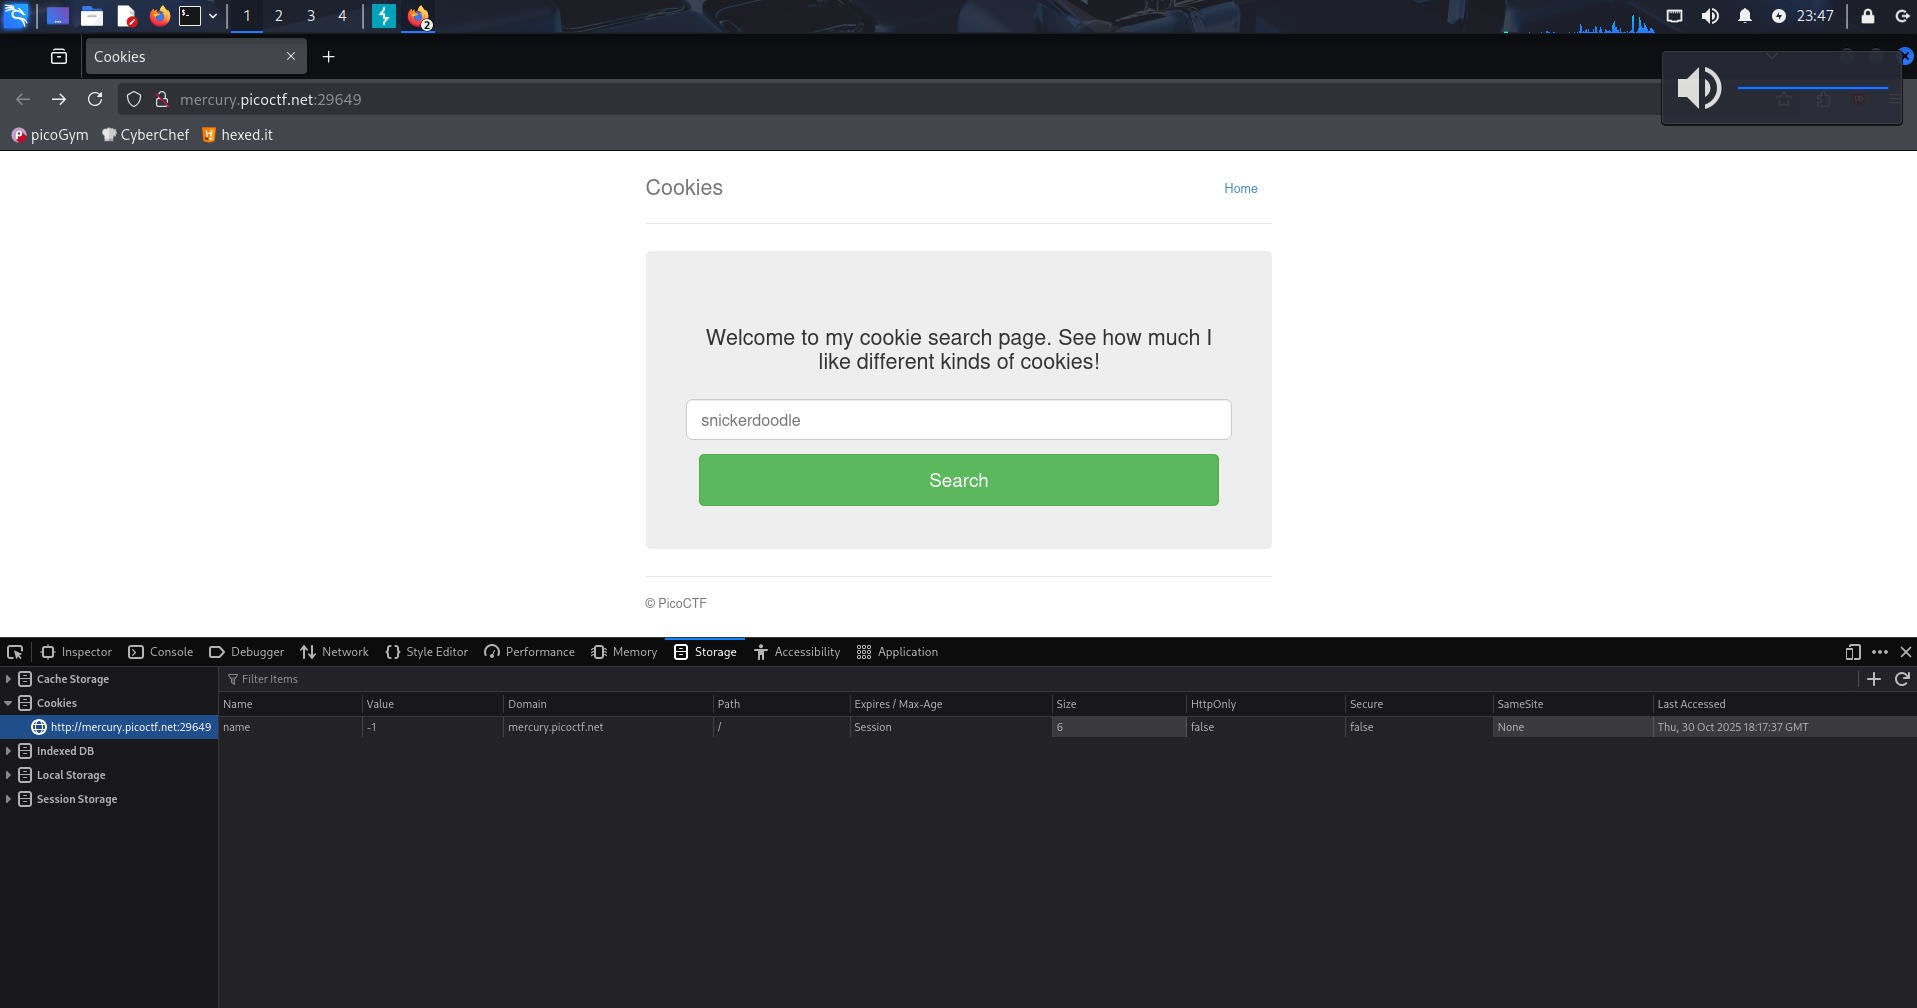 1 2 3 4 2 23:47
Cookies
mercury.picoctf.net:29649
picoGym CyberChef hexed.it
Cookies Home
Welcome to my cookie search page. See how much I
like different kinds of cookies!
snickerdoodle
Search
© PicoCTF
Inspector Console Debugger Network Style Editor Performance Memory Storage Accessibility Application
Cache Storage
Cookies
http://mercury.picoctf.net:29649
Indexed DB
Local Storage
Session Storage
Filter Items
Name Value Domain Path Expires / Max-Age Size HttpOnly Secure SameSite Last Accessed
name -1 mercury.picoctf.net / Session 6 false false None Thu, 30 Oct 2025 18:17:37 GMT